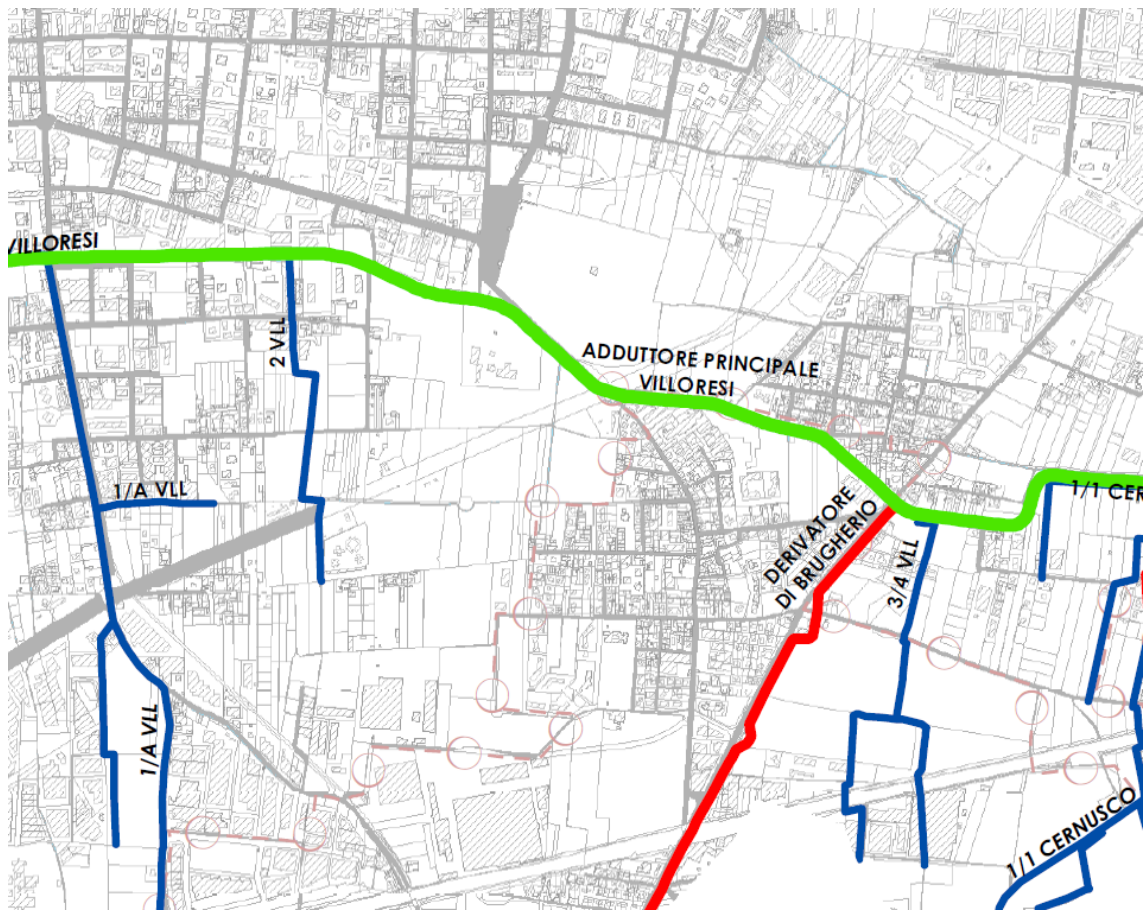 VILLORESI
2 VLL
ADDUTTORE PRINCIPALE
VILLORESI
1/A VLL
1/1 CER
DERIVATORE
DI BRUGHERIO
3/4 VLL
1/A VLL
1/1 CERNUSCO